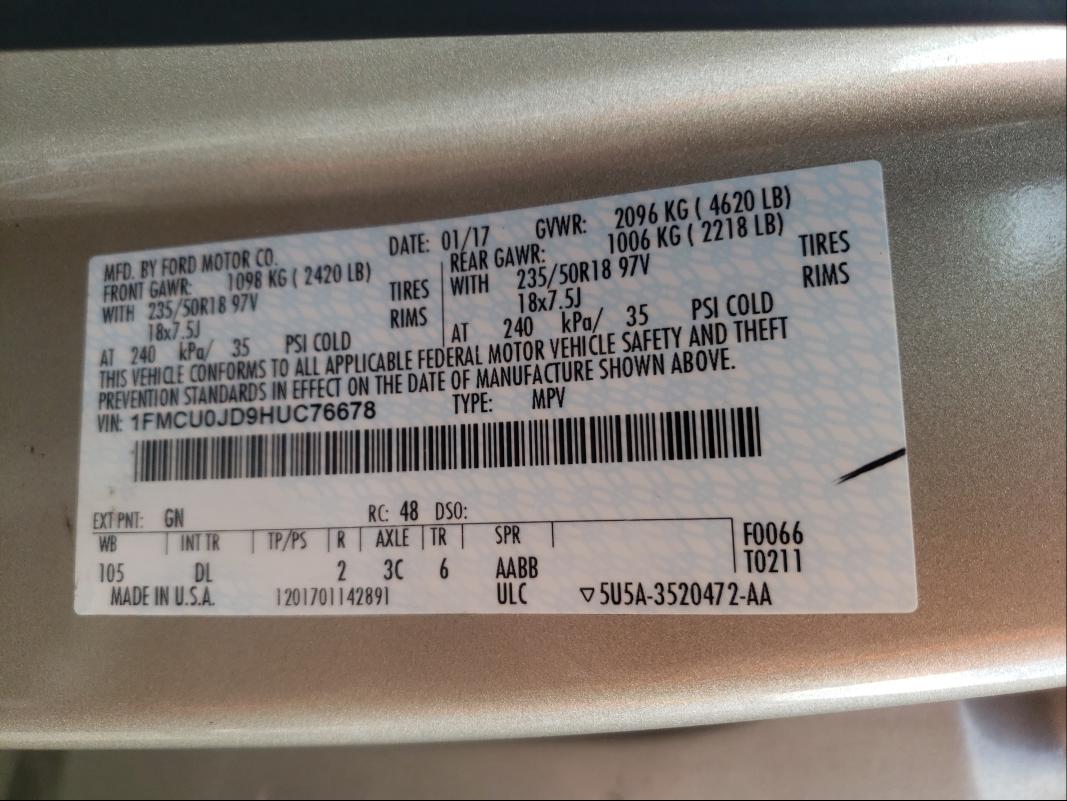 MFD. BY FORD MOTOR CO. DATE: 01/17 GVWR: 2096 KG ( 4620 LB)
FRONT GAWR: 1098 KG ( 2420 LB) REAR GAWR: 1006 KG ( 2218 LB)
WITH 235/50R18 97V TIRES WITH 235/50R18 97V TIRES
18x7.5J RIMS 18x7.5J RIMS
AT 240 kPa/ 35 PSI COLD AT 240 kPa/ 35 PSI COLD
THIS VEHICLE CONFORMS TO ALL APPLICABLE FEDERAL MOTOR VEHICLE SAFETY AND THEFT
PREVENTION STANDARDS IN EFFECT ON THE DATE OF MANUFACTURE SHOWN ABOVE.
VIN: 1FMCU0JD9HUC76678 TYPE: MPV
EXT PNT: GN RC: 48 DSO:
WB INT TR TP/PS R AXLE TR SPR F0066
105 DL 2 3C 6 AABB T0211
MADE IN U.S.A. 1201701142891 ULC ▽5U5A-3520472-AA